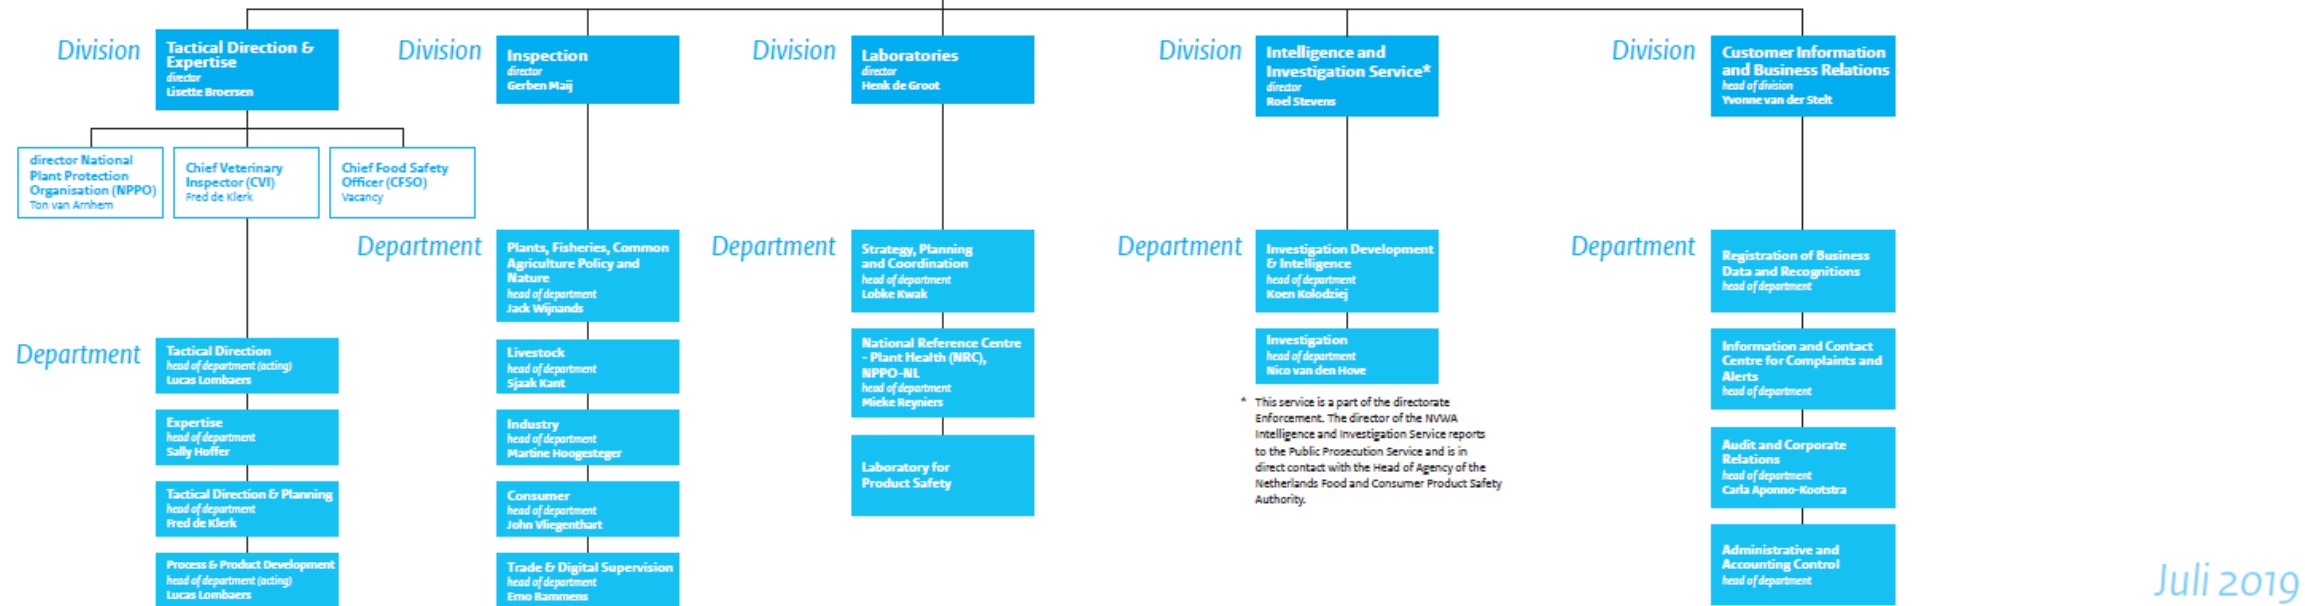 Division
Tactical Direction &
Expertise
director
Lisette Broersen
director National
Plant Protection
Organisation (NPPO)
Ton van Arnhem
Chief Veterinary
Inspector (CVI)
Fred de Klerk
Chief Food Safety
Officer (CFSO)
Vacancy
Department
Tactical Direction
head of department (acting)
Lucas Lombaers
Expertise
head of department
Sally Hoffer
Tactical Direction & Planning
head of department
Fred de Klerk
Process & Product Development
head of department (acting)
Lucas Lombaers
Division
Inspection
director
Gerben Maij
Department
Plants, Fisheries, Common
Agriculture Policy and
Nature
head of department
Jack Wijnands
Livestock
head of department
Sjaak Kant
Industry
head of department
Martine Hoogesteger
Consumer
head of department
John Vliegenthart
Trade & Digital Supervision
head of department
Erno Bammens
Division
Laboratories
director
Henk de Groot
Department
Strategy, Planning
and Coordination
head of department
Lobke Kwak
National Reference Centre
- Plant Health (NRC),
NPPO-NL
head of department
Mieke Reyniers
Laboratory for
Product Safety
Division
Intelligence and
Investigation Service*
director
Roel Stevens
Department
Investigation Development
& Intelligence
head of department
Koen Kolodziej
Investigation
head of department
Nico van den Hove
* This service is a part of the directorate
Enforcement. The director of the NVWA
Intelligence and Investigation Service reports
to the Public Prosecution Service and is in
direct contact with the Head of Agency of the
Netherlands Food and Consumer Product Safety
Authority.
Division
Customer Information
and Business Relations
head of division
Yvonne van der Stelt
Department
Registration of Business
Data and Recognitions
head of department
Information and Contact
Centre for Complaints and
Alerts
head of department
Audit and Corporate
Relations
head of department
Carla Aponno-Kootstra
Administrative and
Accounting Control
head of department
Juli 2019